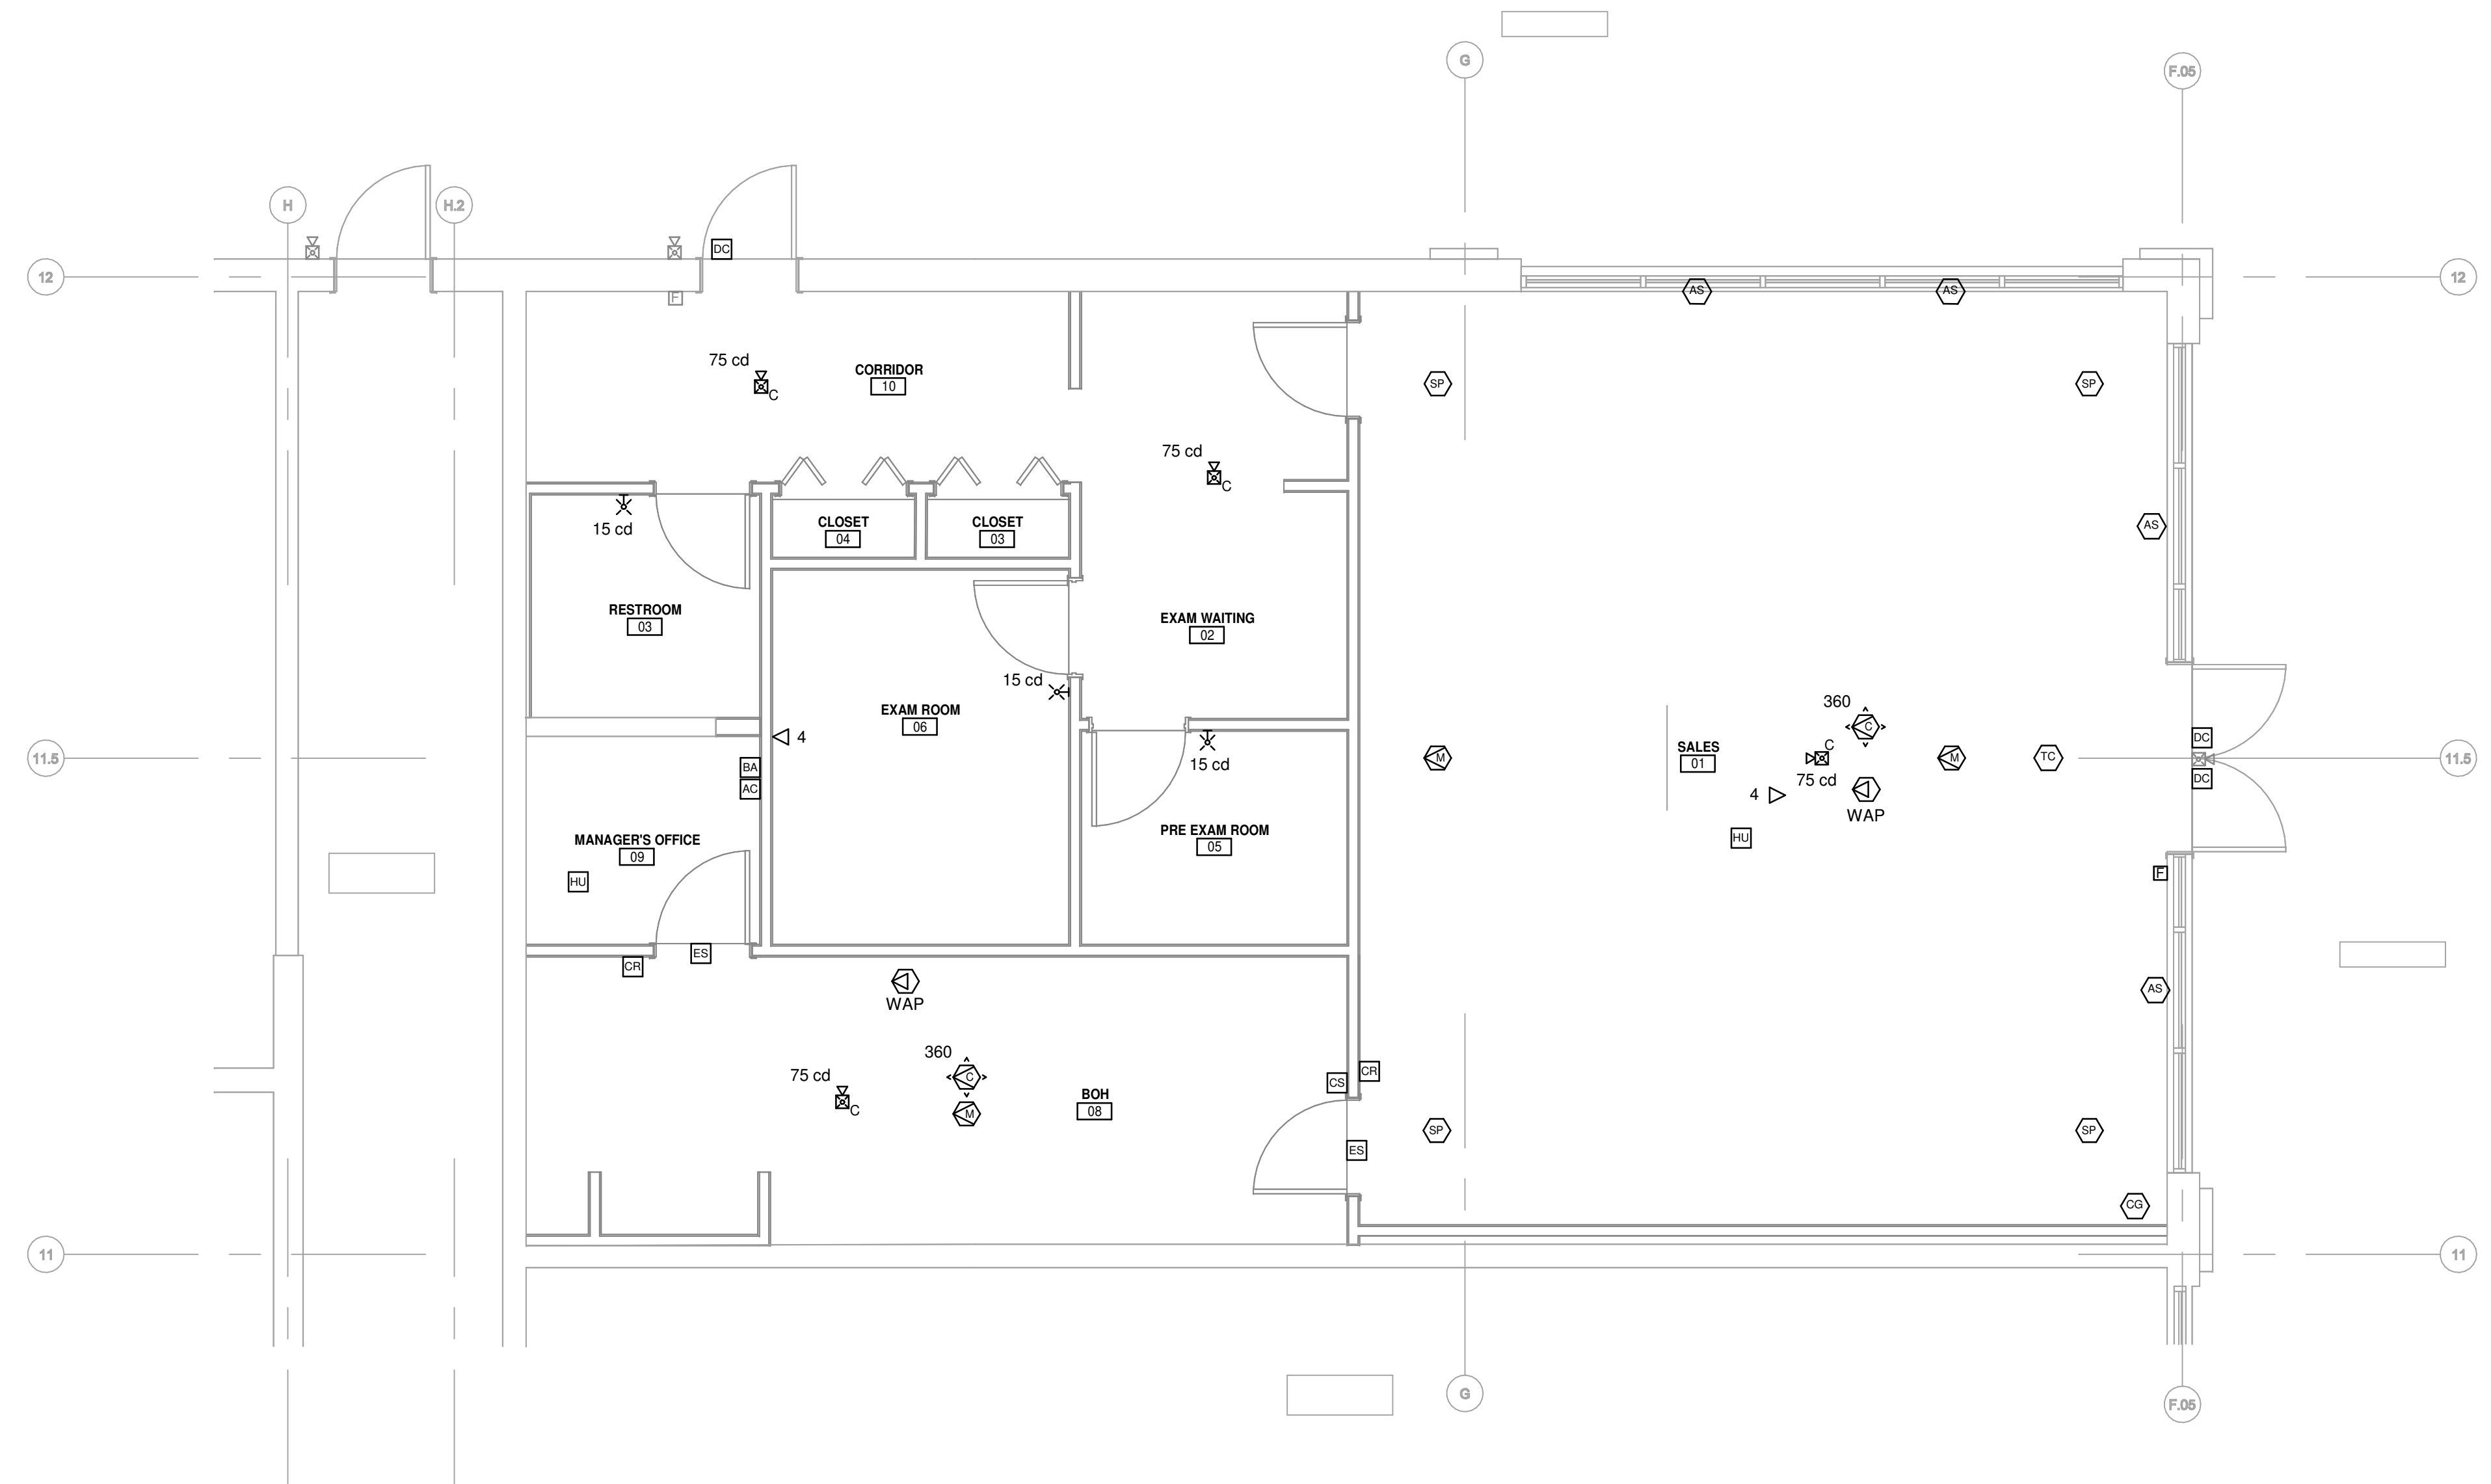 G
F.05
H
H.2
DC
12
12
AS
AS
F
75 cd
C
CORRIDOR
10
SP
SP
75 cd
C
15 cd
CLOSET
04
CLOSET
03
AS
RESTROOM
03
EXAM WAITING
02
15 cd
EXAM ROOM
06
4
360
C
DC
SALES
01
C
75 cd
M
M
TC
11.5
11.5
15 cd
BA
AC
DC
4
WAP
HU
PRE EXAM ROOM
05
MANAGER'S OFFICE
09
HU
F
ES
CR
WAP
AS
360
C
75 cd
C
M
BOH
08
CS
CR
ES
SP
SP
CG
11
11
G
F.05